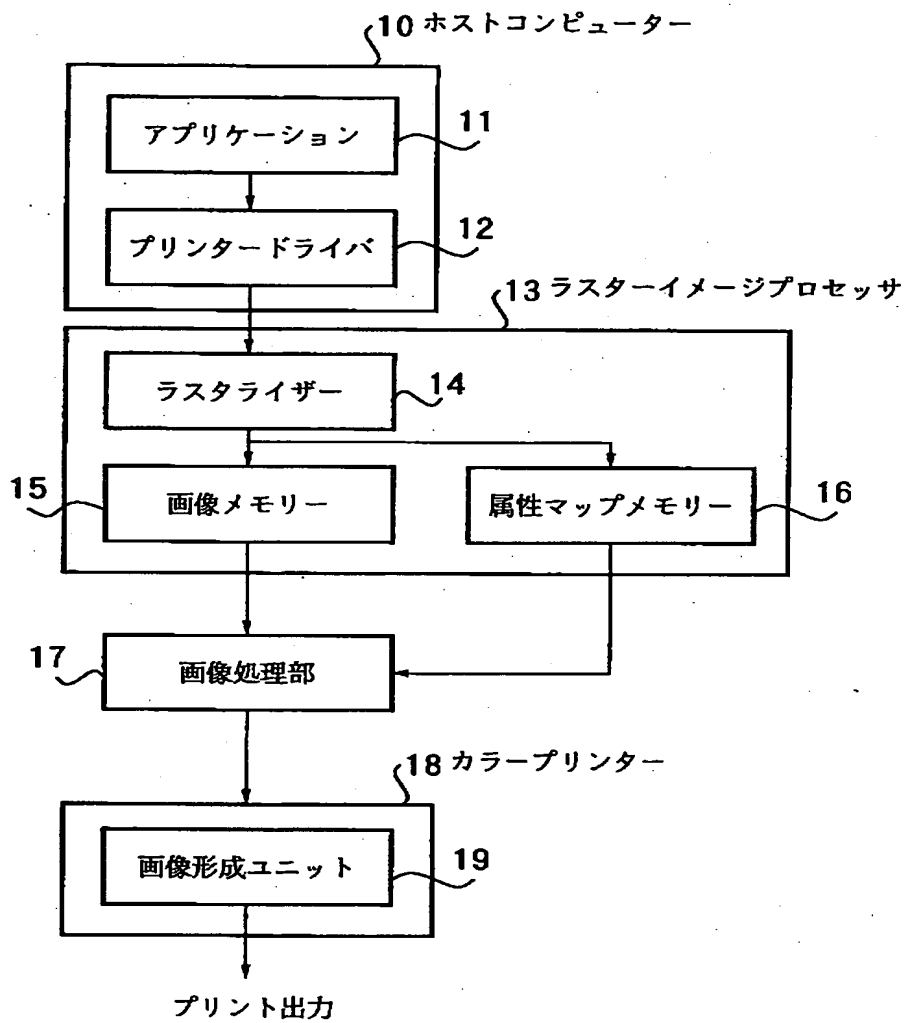 10 ホストコンピューター
アプリケーション
11
プリンタードライバ
12
13 ラスターイメージプロセッサ
ラスタライザー
14
15
画像メモリー
属性マップメモリー
16
17
画像処理部
18 カラープリンター
画像形成ユニット
19
プリント出力